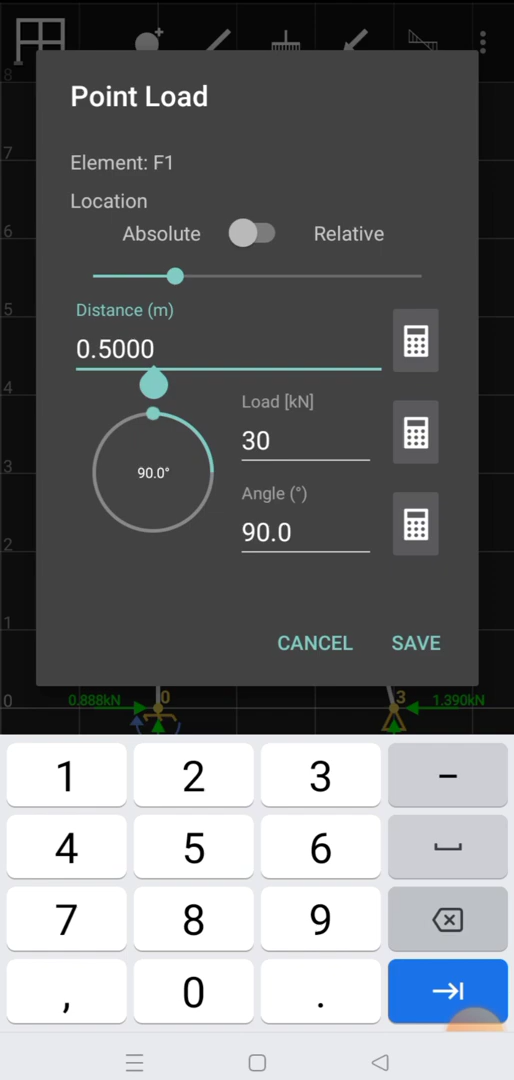 8
Point Load
7
Element: F1
Location
6
Absolute Relative
5
Distance (m)
0.5000
4
Load [kN]
30
3
90.0°
Angle (°)
90.0
2
1
CANCEL SAVE
0
0.888kN 0 3 1.390kN
1 2 3 -
4 5 6
7 8 9
, 0 .